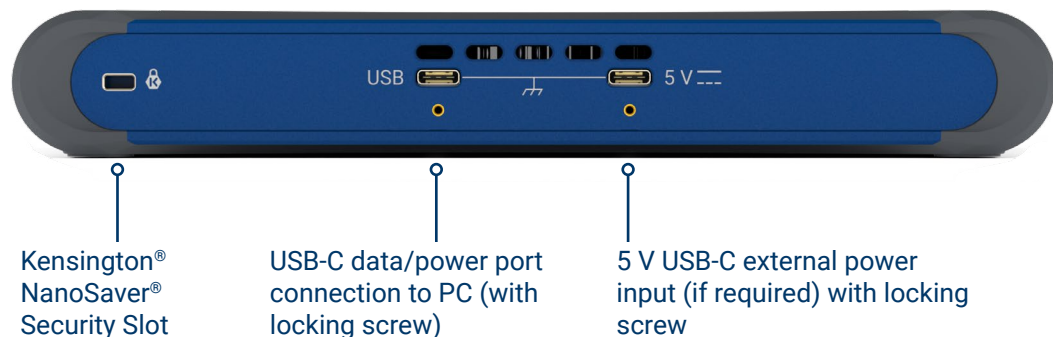 USB
5 V
Kensington®
NanoSaver®
Security Slot
USB-C data/power port
connection to PC (with
locking screw)
5 V USB-C external power
input (if required) with locking
screw